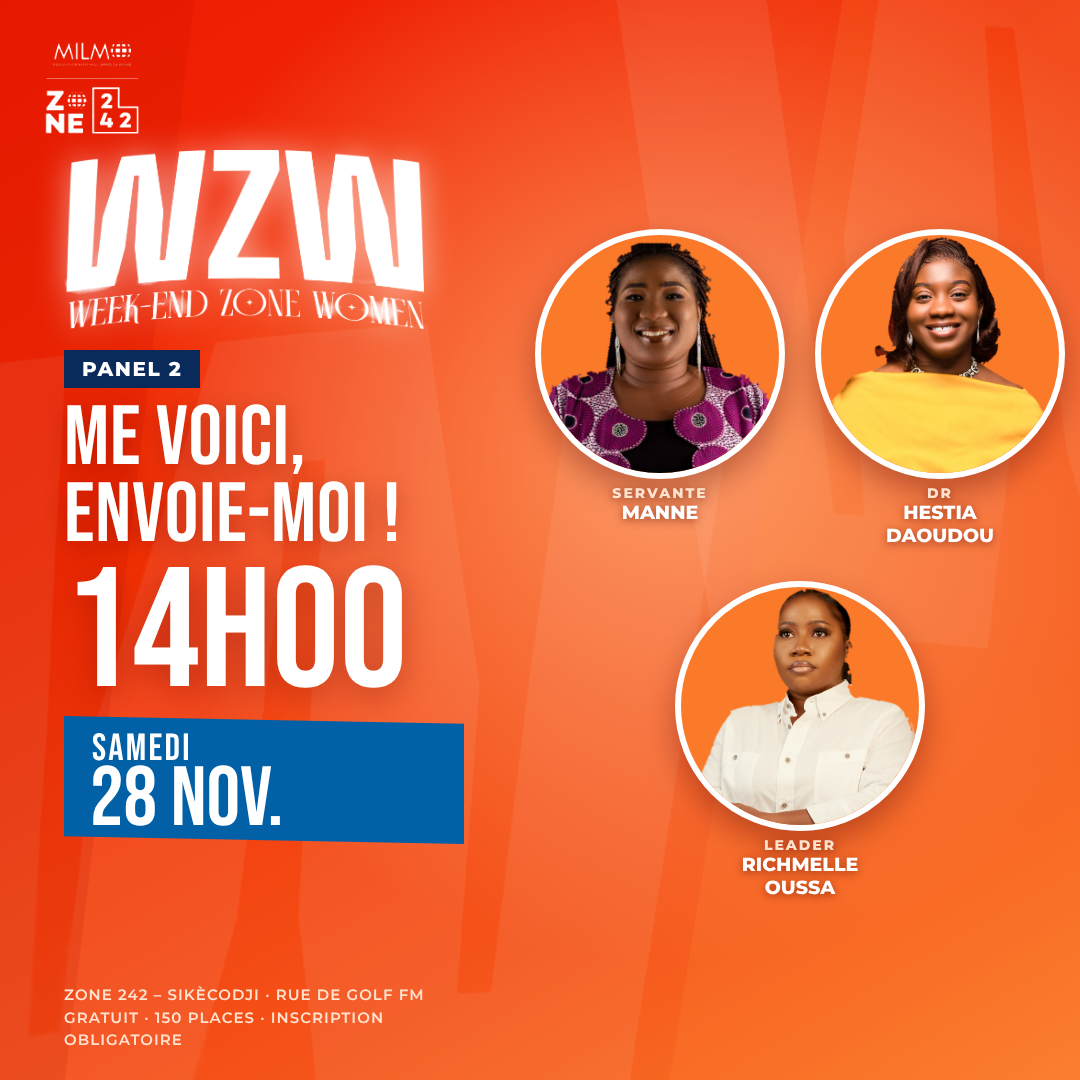 MILMO
ZONE 242
WZW
WEEK-END ZONE WOMEN
PANEL 2
ME VOICI,
ENVOIE-MOI !
14H00
SAMEDI
28 NOV.
SERVANTE
MANNE
DR
HESTIA
DAOUDOU
LEADER
RICHMELLE
OUSSA
ZONE 242 – SIKÈCODJI · RUE DE GOLF FM
GRATUIT · 150 PLACES · INSCRIPTION
OBLIGATOIRE